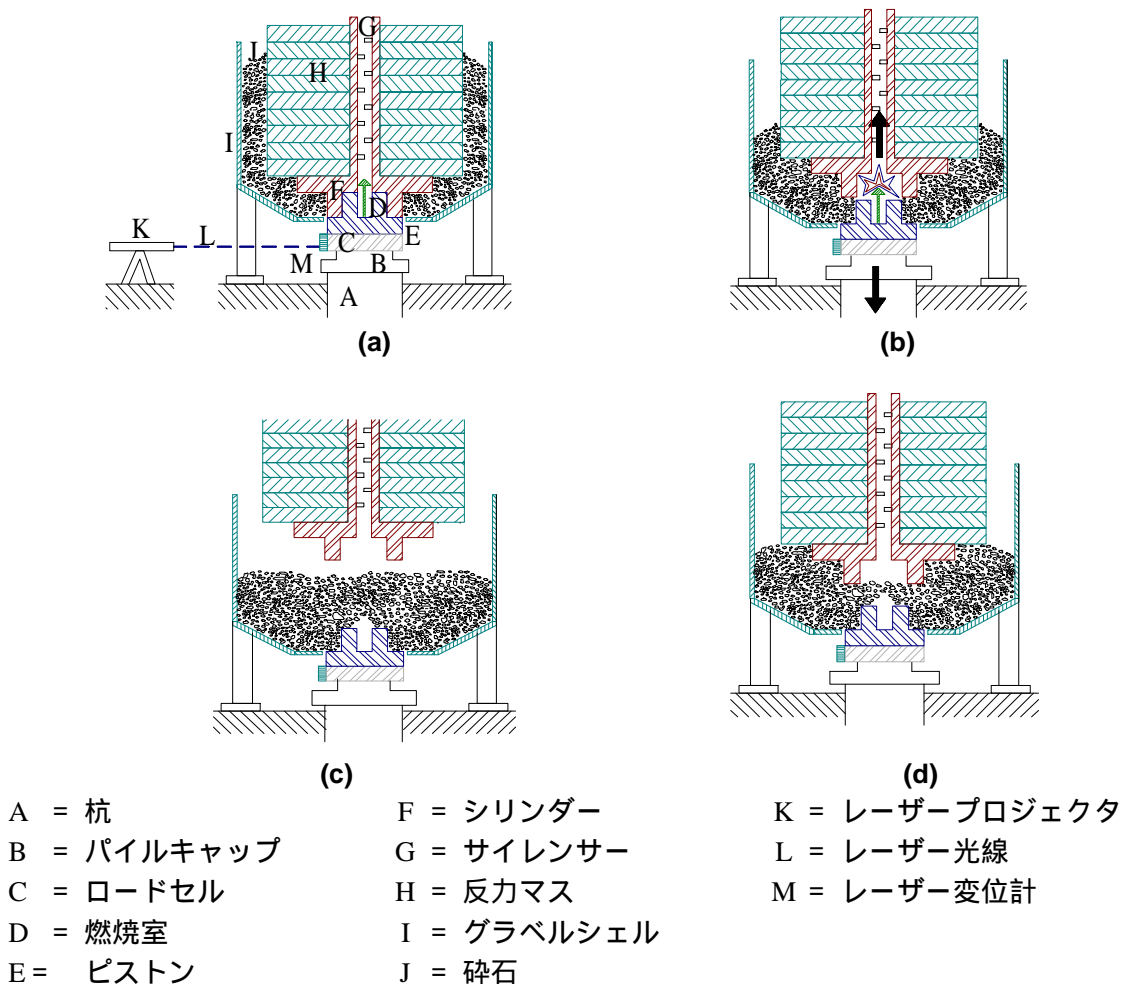 G
J
H
I
F
D
K
L
C
E
M
B
A
(a)
(b)
(c)
(d)
A = 杭
B = パイルキャップ
C = ロードセル
D = 燃焼室
E = ピストン
F = シリンダー
G = サイレンサー
H = 反力マス
I = グラベルシェル
J = 砕石
K = レーザープロジェクタ
L = レーザー光線
M = レーザー変位計